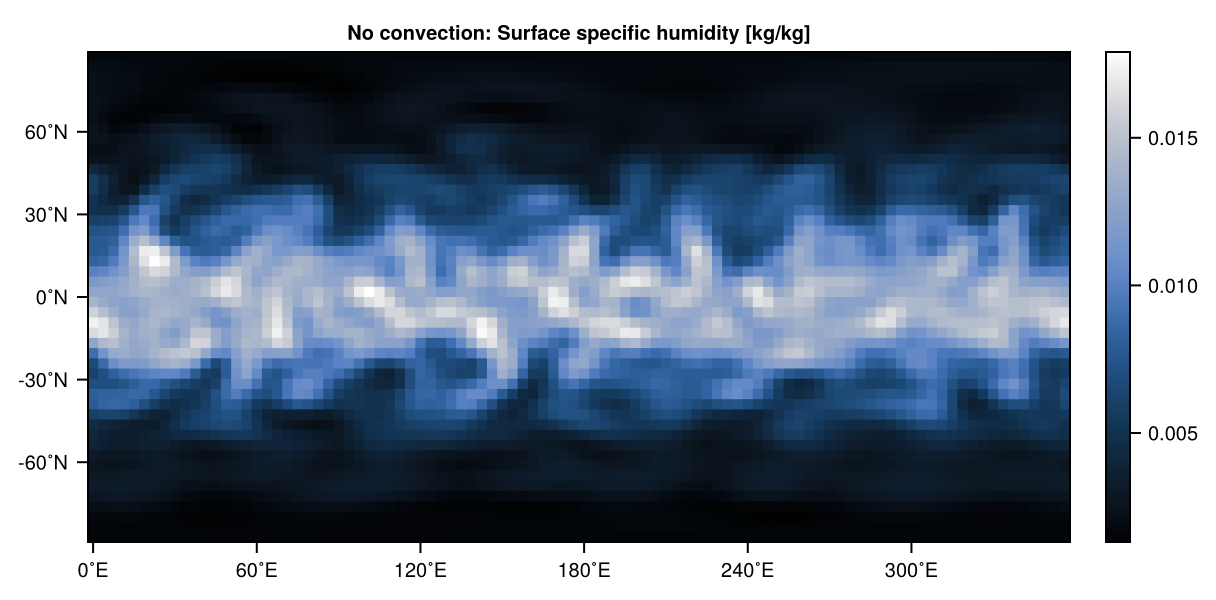 No convection: Surface specific humidity [kg/kg]
60˚N
30˚N
0˚N
-30˚N
-60˚N
0˚E
60˚E
120˚E
180˚E
240˚E
300˚E
0.015
0.010
0.005